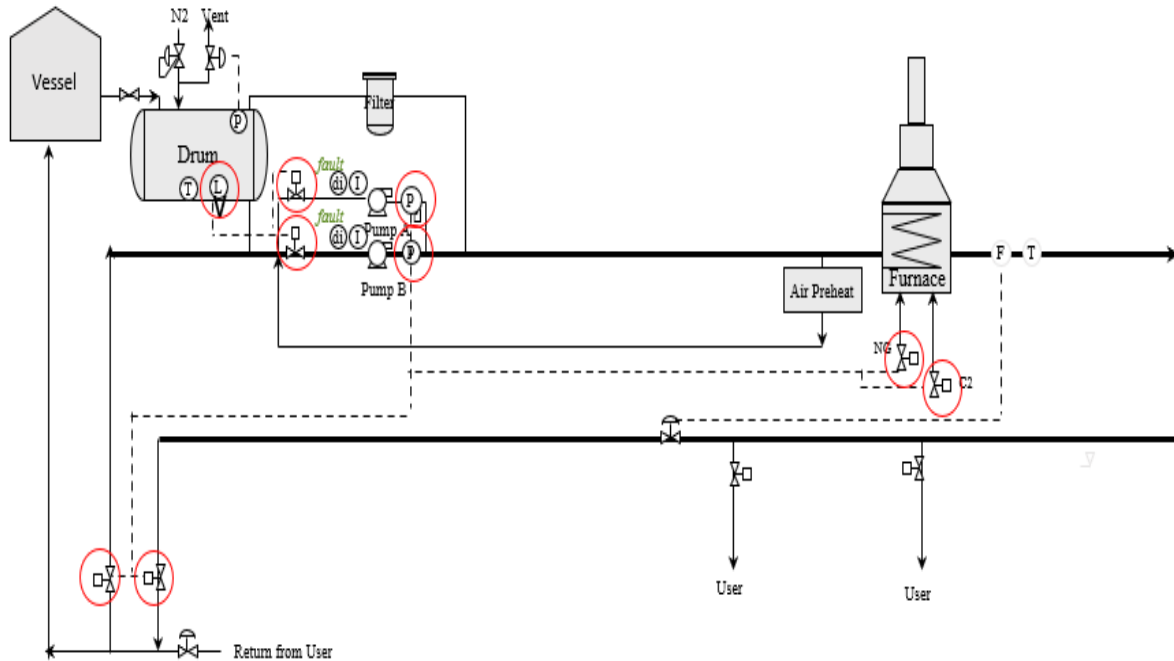 N2
Vent
Vessel
Filter
P
Drum
fault
T
L
di
I
P
Pump A
fault
di
I
P
F
T
Pump B
Furnace
Air Preheat
NG
C2
User
User
Return from User